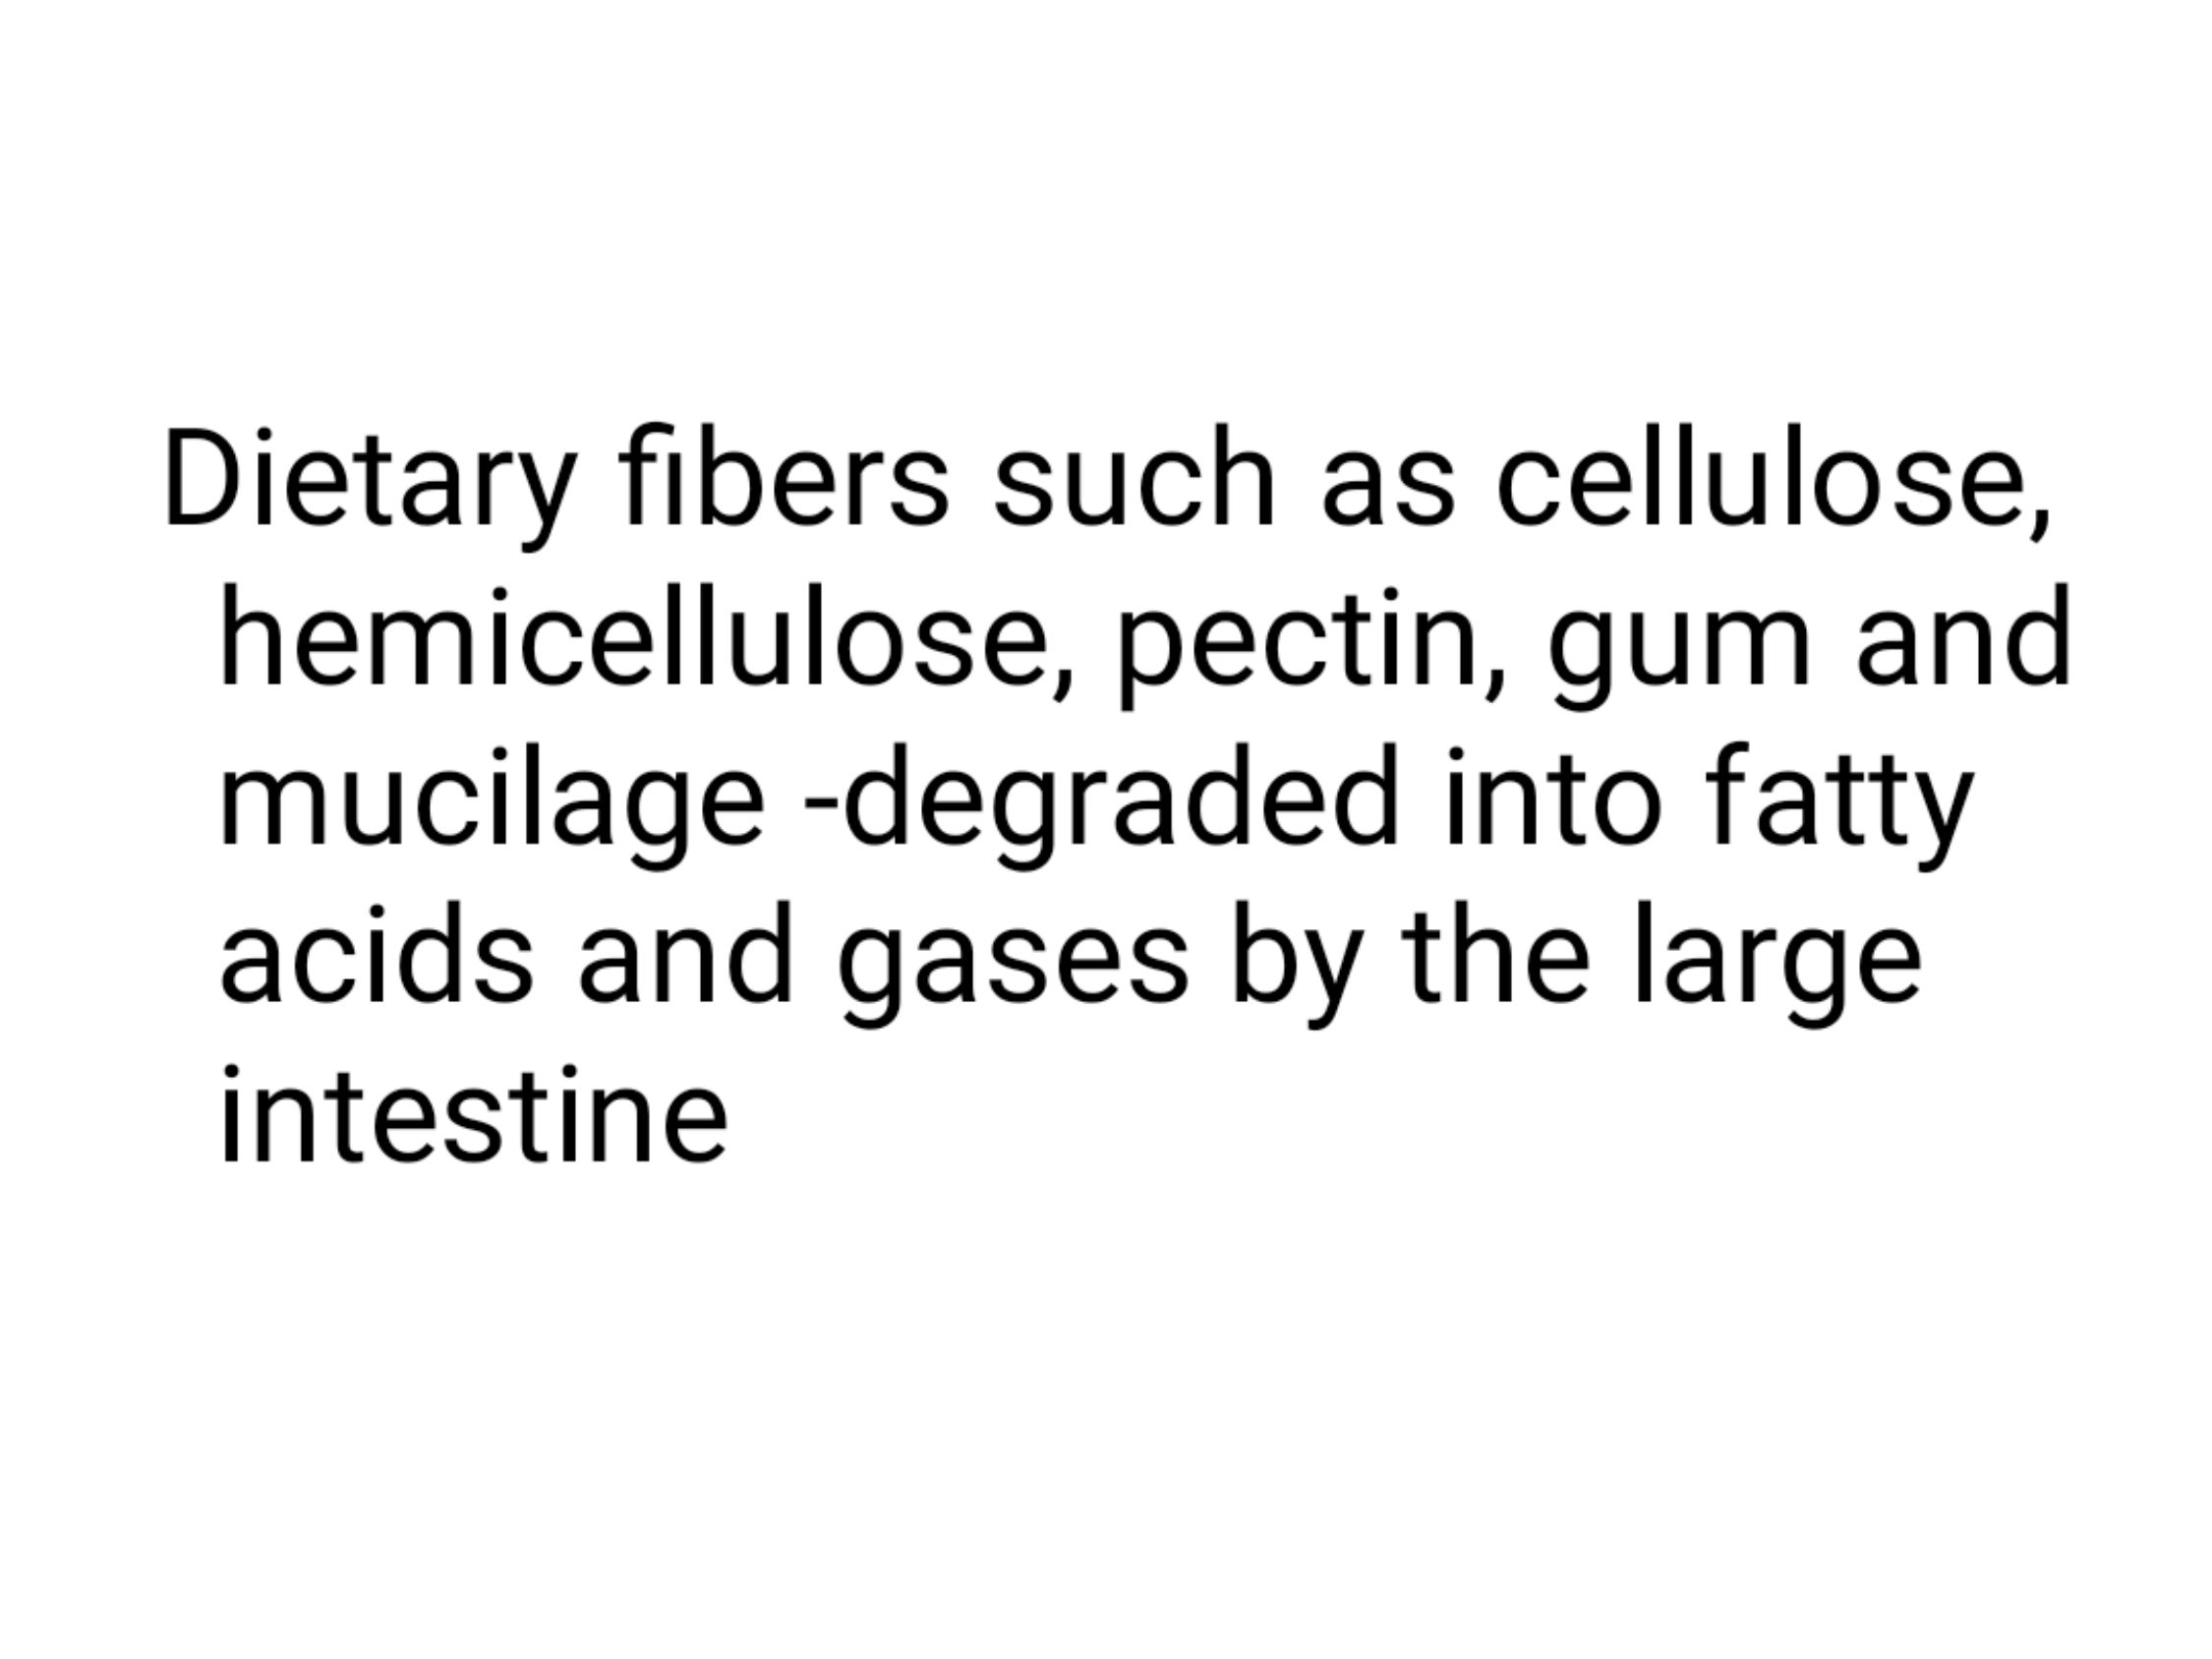 Dietary fibers such as cellulose,
hemicellulose, pectin, gum and
mucilage -degraded into fatty
acids and gases by the large
intestine